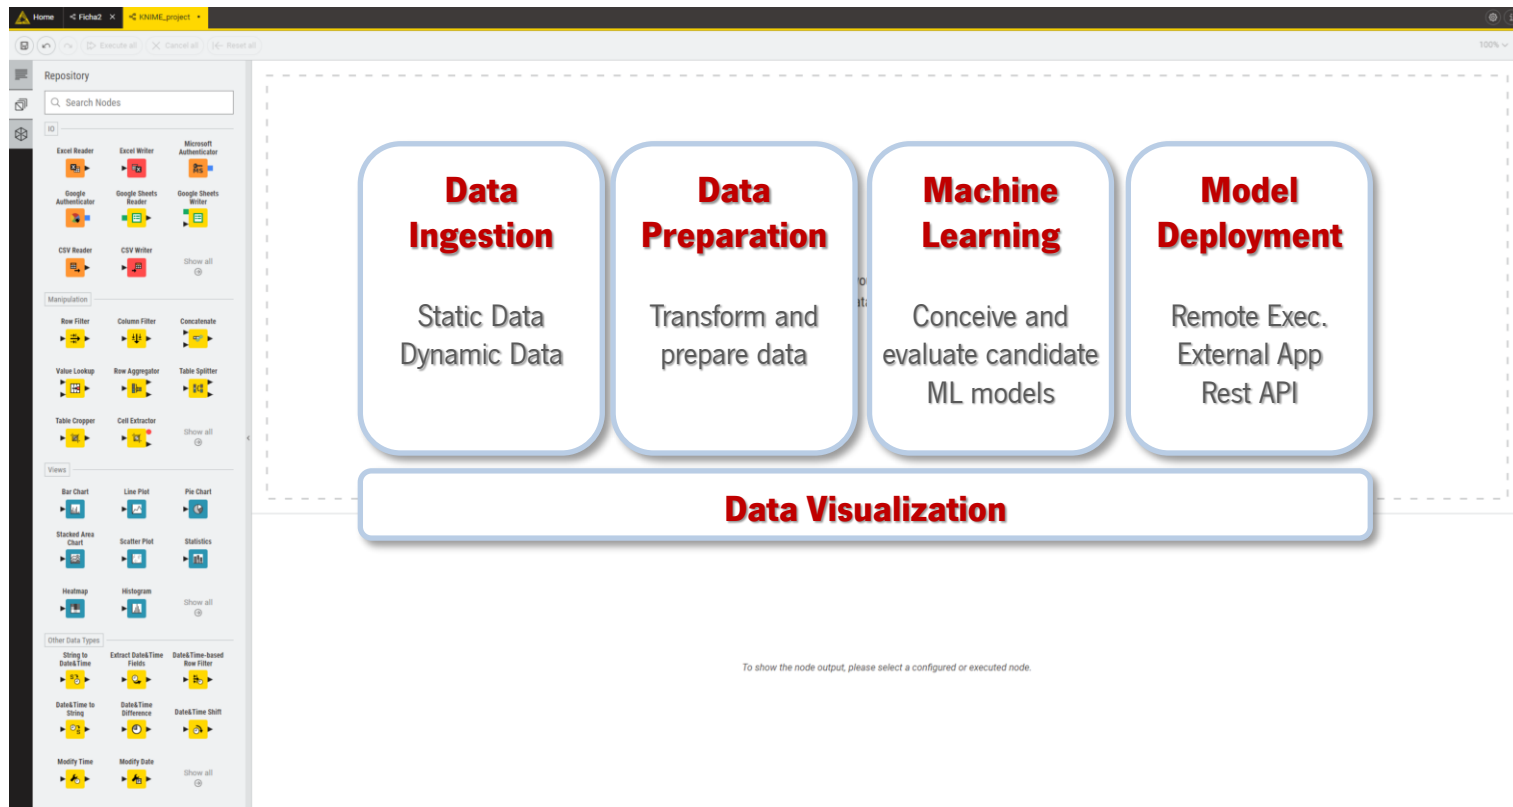 Home
Ficha2
KNIME_project
Execute all
Cancel all
Reset all
100%
Repository
Search Nodes
IO
Excel Reader
Excel Writer
Microsoft
Authenticator
Google
Authenticator
Google Sheets
Reader
Google Sheets
Writer
CSV Reader
CSV Writer
Show all
Manipulation
Row Filter
Column Filter
Concatenate
Value Lookup
Row Aggregator
Table Splitter
Table Cropper
Cell Extractor
Show all
Views
Bar Chart
Line Plot
Pie Chart
Stacked Area
Chart
Scatter Plot
Statistics
Heatmap
Histogram
Show all
Other Data Types
String to
Date&Time
Extract Date&Time
Fields
Date&Time-based
Row Filter
Date&Time to
String
Date&Time
Difference
Date&Time Shift
Modify Time
Modify Date
Show all
Data
Ingestion
Static Data
Dynamic Data
Data
Preparation
Transform and
prepare data
Machine
Learning
Conceive and
evaluate candidate
ML models
Model
Deployment
Remote Exec.
External App
Rest API
Data Visualization
To show the node output, please select a configured or executed node.